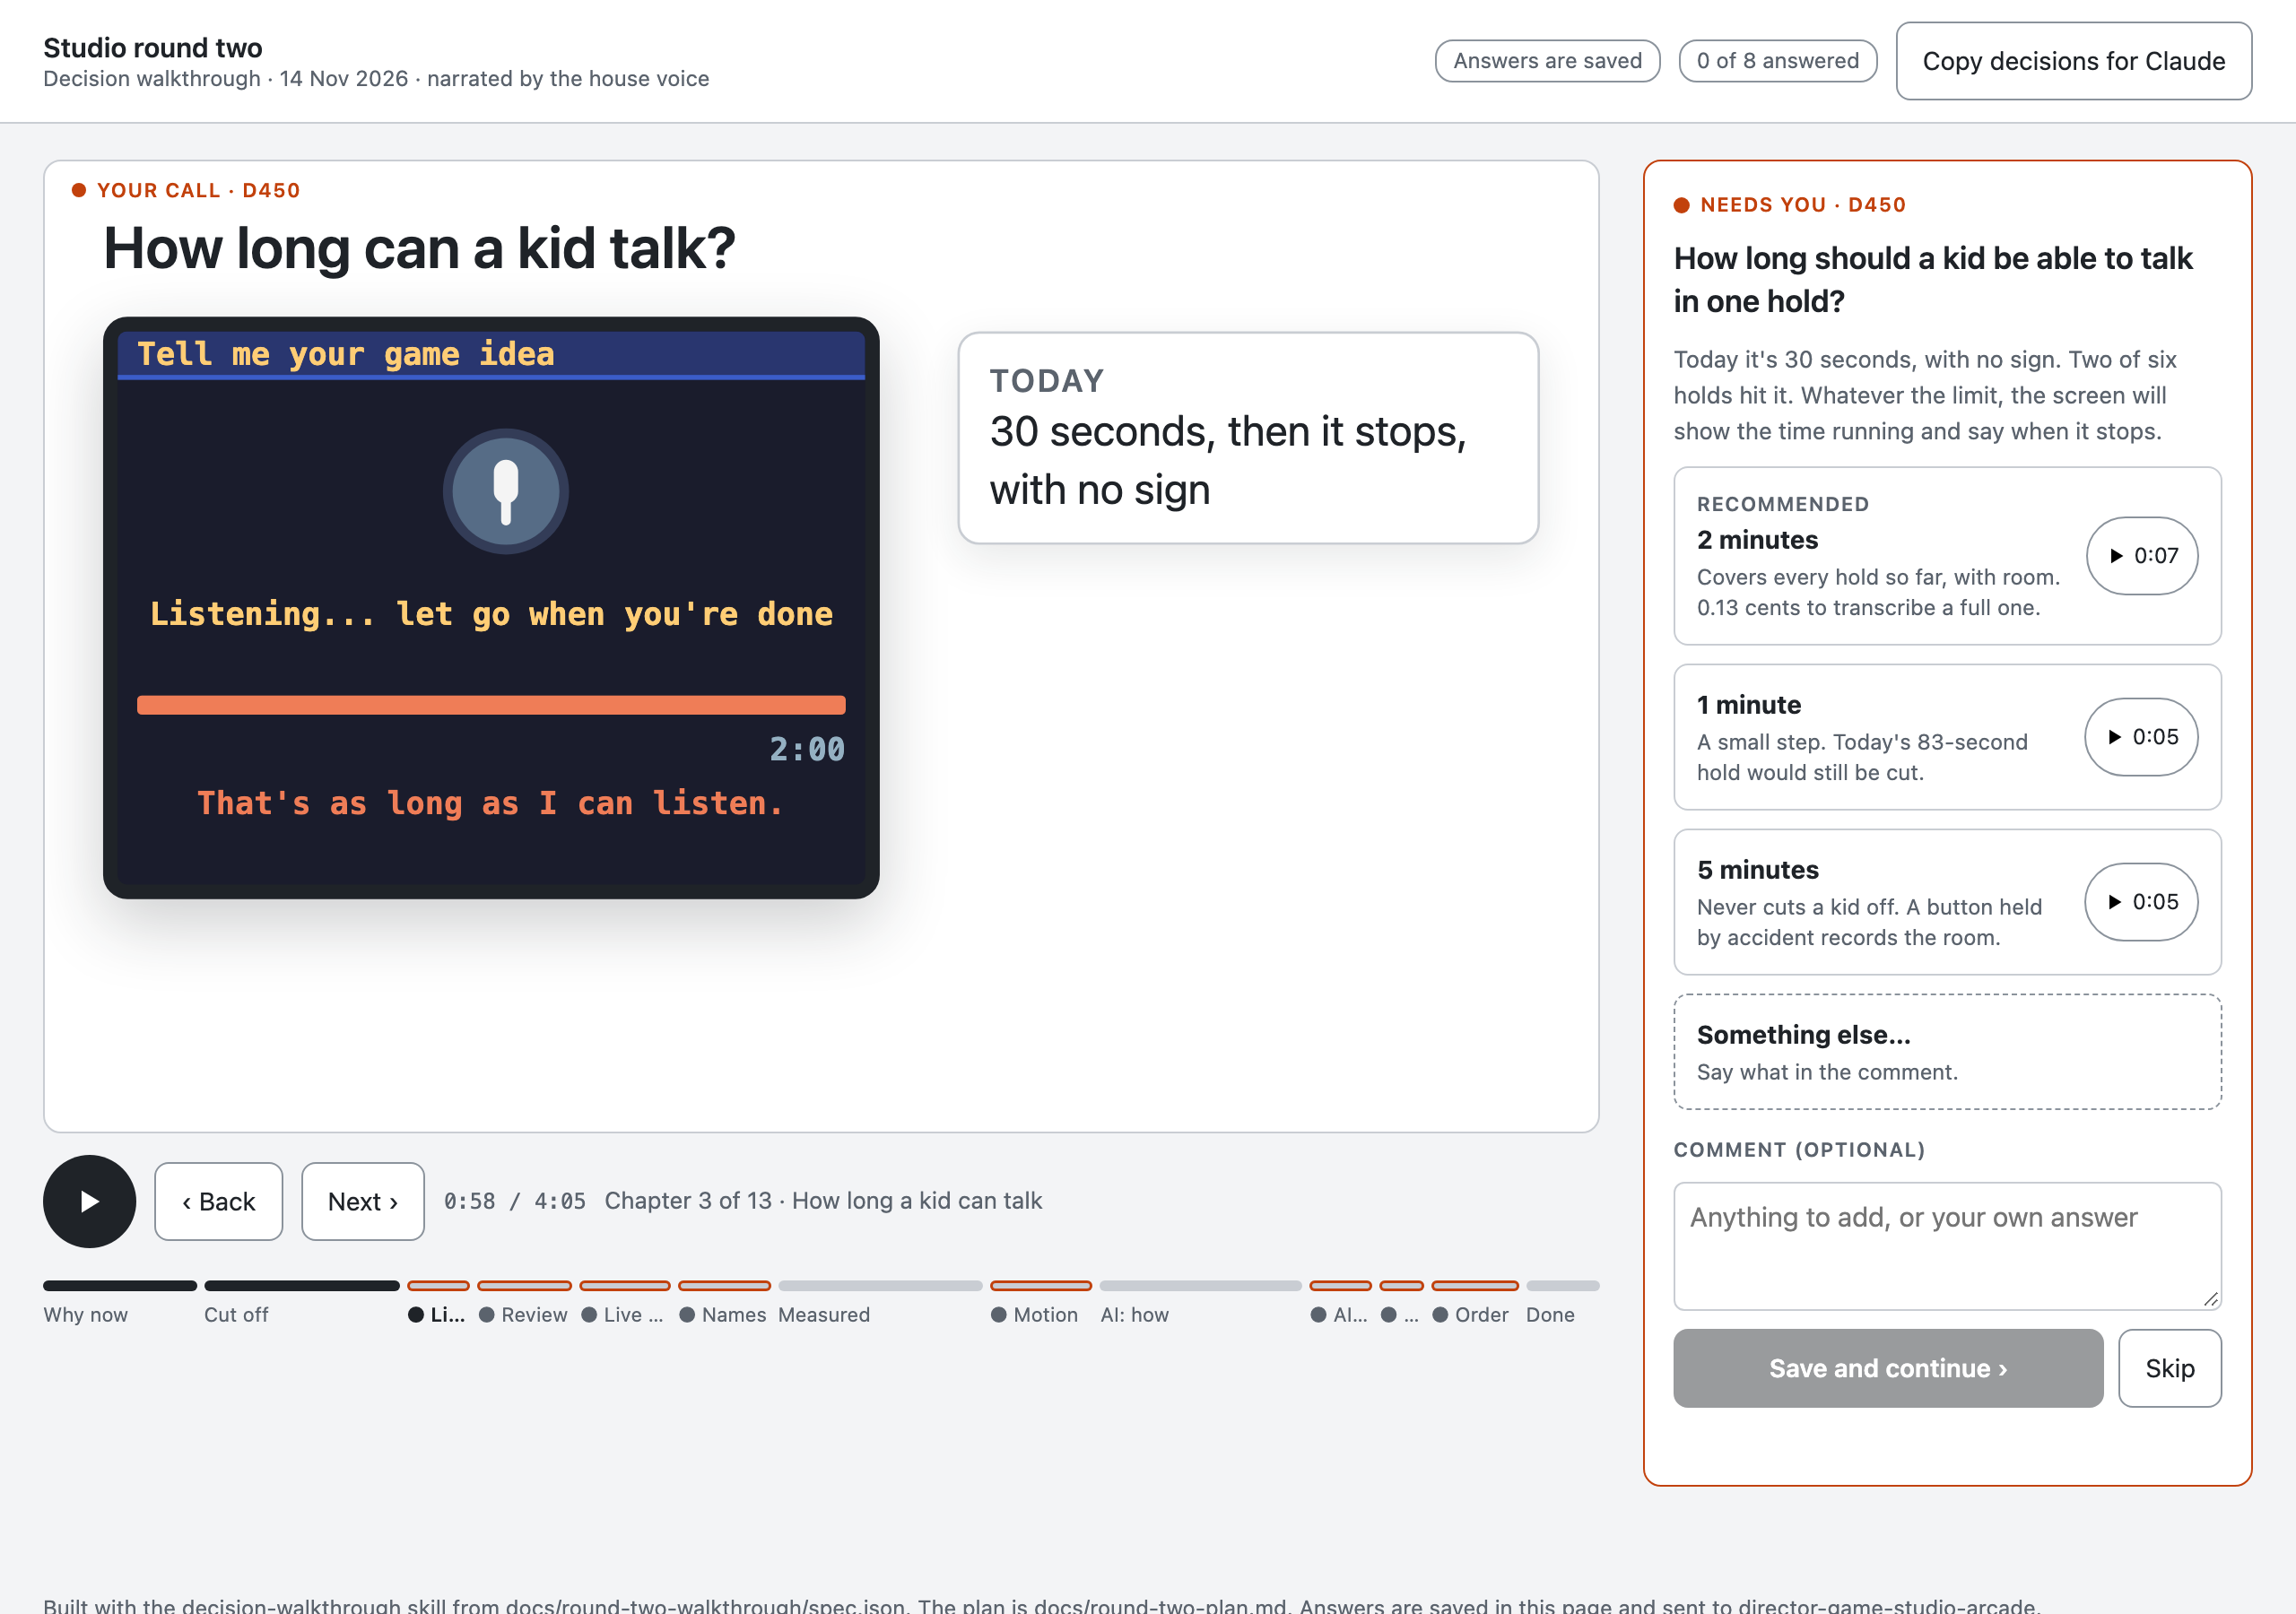 Studio round two
Decision walkthrough · 14 Nov 2026 · narrated by the house voice
Answers are saved
0 of 8 answered
Copy decisions for Claude
YOUR CALL · D450
How long can a kid talk?
Tell me your game idea
Listening... let go when you're done
2:00
That's as long as I can listen.
TODAY
30 seconds, then it stops,
with no sign
‹ Back
Next ›
0:58 / 4:05
Chapter 3 of 13 · How long a kid can talk
Why now
Cut off
Li...
Review
Live ...
Names
Measured
Motion
AI: how
AI...
...
Order
Done
NEEDS YOU · D450
How long should a kid be able to talk
in one hold?
Today it's 30 seconds, with no sign. Two of six
holds hit it. Whatever the limit, the screen will
show the time running and say when it stops.
RECOMMENDED
2 minutes
Covers every hold so far, with room.
0.13 cents to transcribe a full one.
0:07
1 minute
A small step. Today's 83-second
hold would still be cut.
0:05
5 minutes
Never cuts a kid off. A button held
by accident records the room.
0:05
Something else...
Say what in the comment.
COMMENT (OPTIONAL)
Anything to add, or your own answer
Save and continue ›
Skip
Built with the decision-walkthrough skill from docs/round-two-walkthrough/spec.json. The plan is docs/round-two-plan.md. Answers are saved in this page and sent to director-game-studio-arcade.